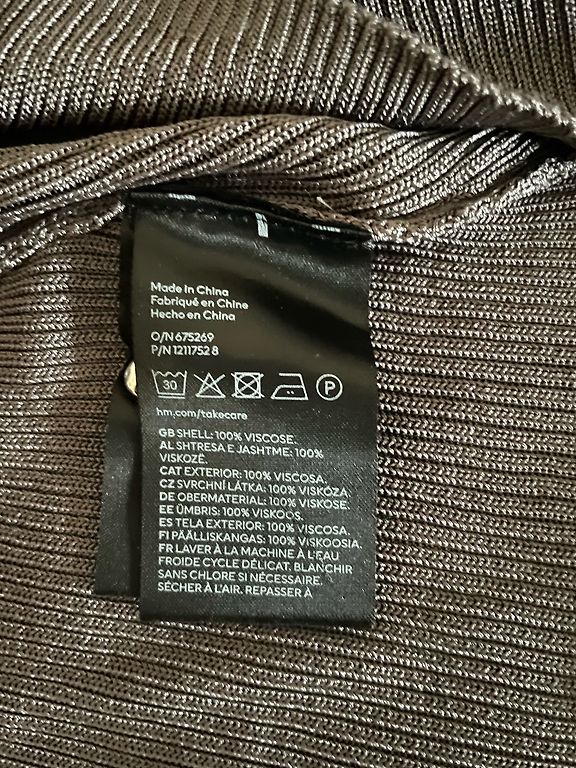 Made in China
Fabriqué en Chine
Hecho en China
O/N 675269
P/N 1211752 8
30
P
hm.com/takecare
GB SHELL: 100% VISCOSE.
AL SHTRESA E JASHTME: 100%
VISKOZË.
CAT EXTERIOR: 100% VISCOSA.
CZ SVRCHNÍ LÁTKA: 100% VISKÓZA.
DE OBERMATERIAL: 100% VISKOSE.
EE ÜMBRIS: 100% VISKOOS.
ES TELA EXTERIOR: 100% VISCOSA.
FI PÄÄLLISKANGAS: 100% VISKOOSIA.
FR LAVER À LA MACHINE À L'EAU
FROIDE CYCLE DÉLICAT. BLANCHIR
SANS CHLORE SI NÉCESSAIRE.
SÉCHER À L'AIR. REPASSER À